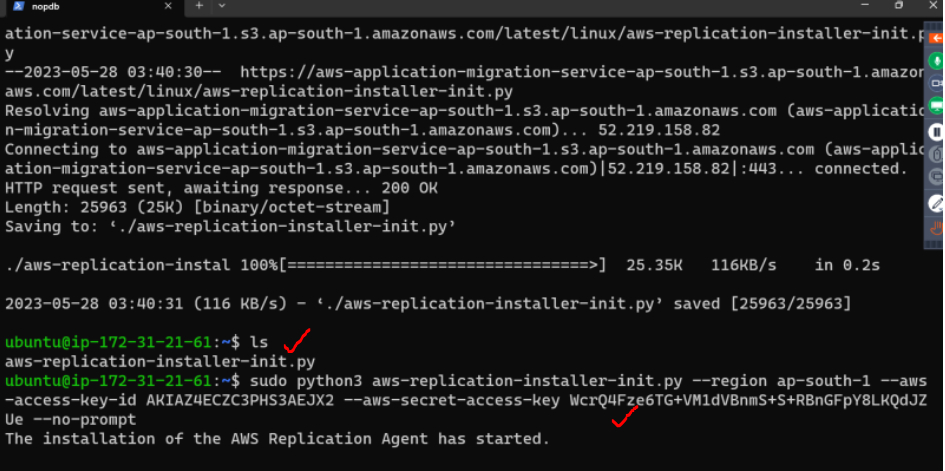 nopdb
ation-service-ap-south-1.s3.ap-south-1.amazonaws.com/latest/linux/aws-replication-installer-init.p
y
--2023-05-28 03:40:30-- https://aws-application-migration-service-ap-south-1.s3.ap-south-1.amazon
aws.com/latest/linux/aws-replication-installer-init.py
Resolving aws-application-migration-service-ap-south-1.s3.ap-south-1.amazonaws.com (aws-applicatio
n-migration-service-ap-south-1.s3.ap-south-1.amazonaws.com)... 52.219.158.82
Connecting to aws-application-migration-service-ap-south-1.s3.ap-south-1.amazonaws.com (aws-applic
ation-migration-service-ap-south-1.s3.ap-south-1.amazonaws.com)|52.219.158.82|:443... connected.
HTTP request sent, awaiting response... 200 OK
Length: 25963 (25K) [binary/octet-stream]
Saving to: ‘./aws-replication-installer-init.py’
./aws-replication-instal 100%[================================>] 25.35K 116KB/s in 0.2s
2023-05-28 03:40:31 (116 KB/s) - ‘./aws-replication-installer-init.py’ saved [25963/25963]
ubuntu@ip-172-31-21-61:~$ ls
aws-replication-installer-init.py
ubuntu@ip-172-31-21-61:~$ sudo python3 aws-replication-installer-init.py --region ap-south-1 --aws
-access-key-id AKIAZ4ECZC3PHS3AEJX2 --aws-secret-access-key WcrQ4Fze6TG+VM1dVBnmS+S+RBnGFpY8LKQdJZ
Ue --no-prompt
The installation of the AWS Replication Agent has started.